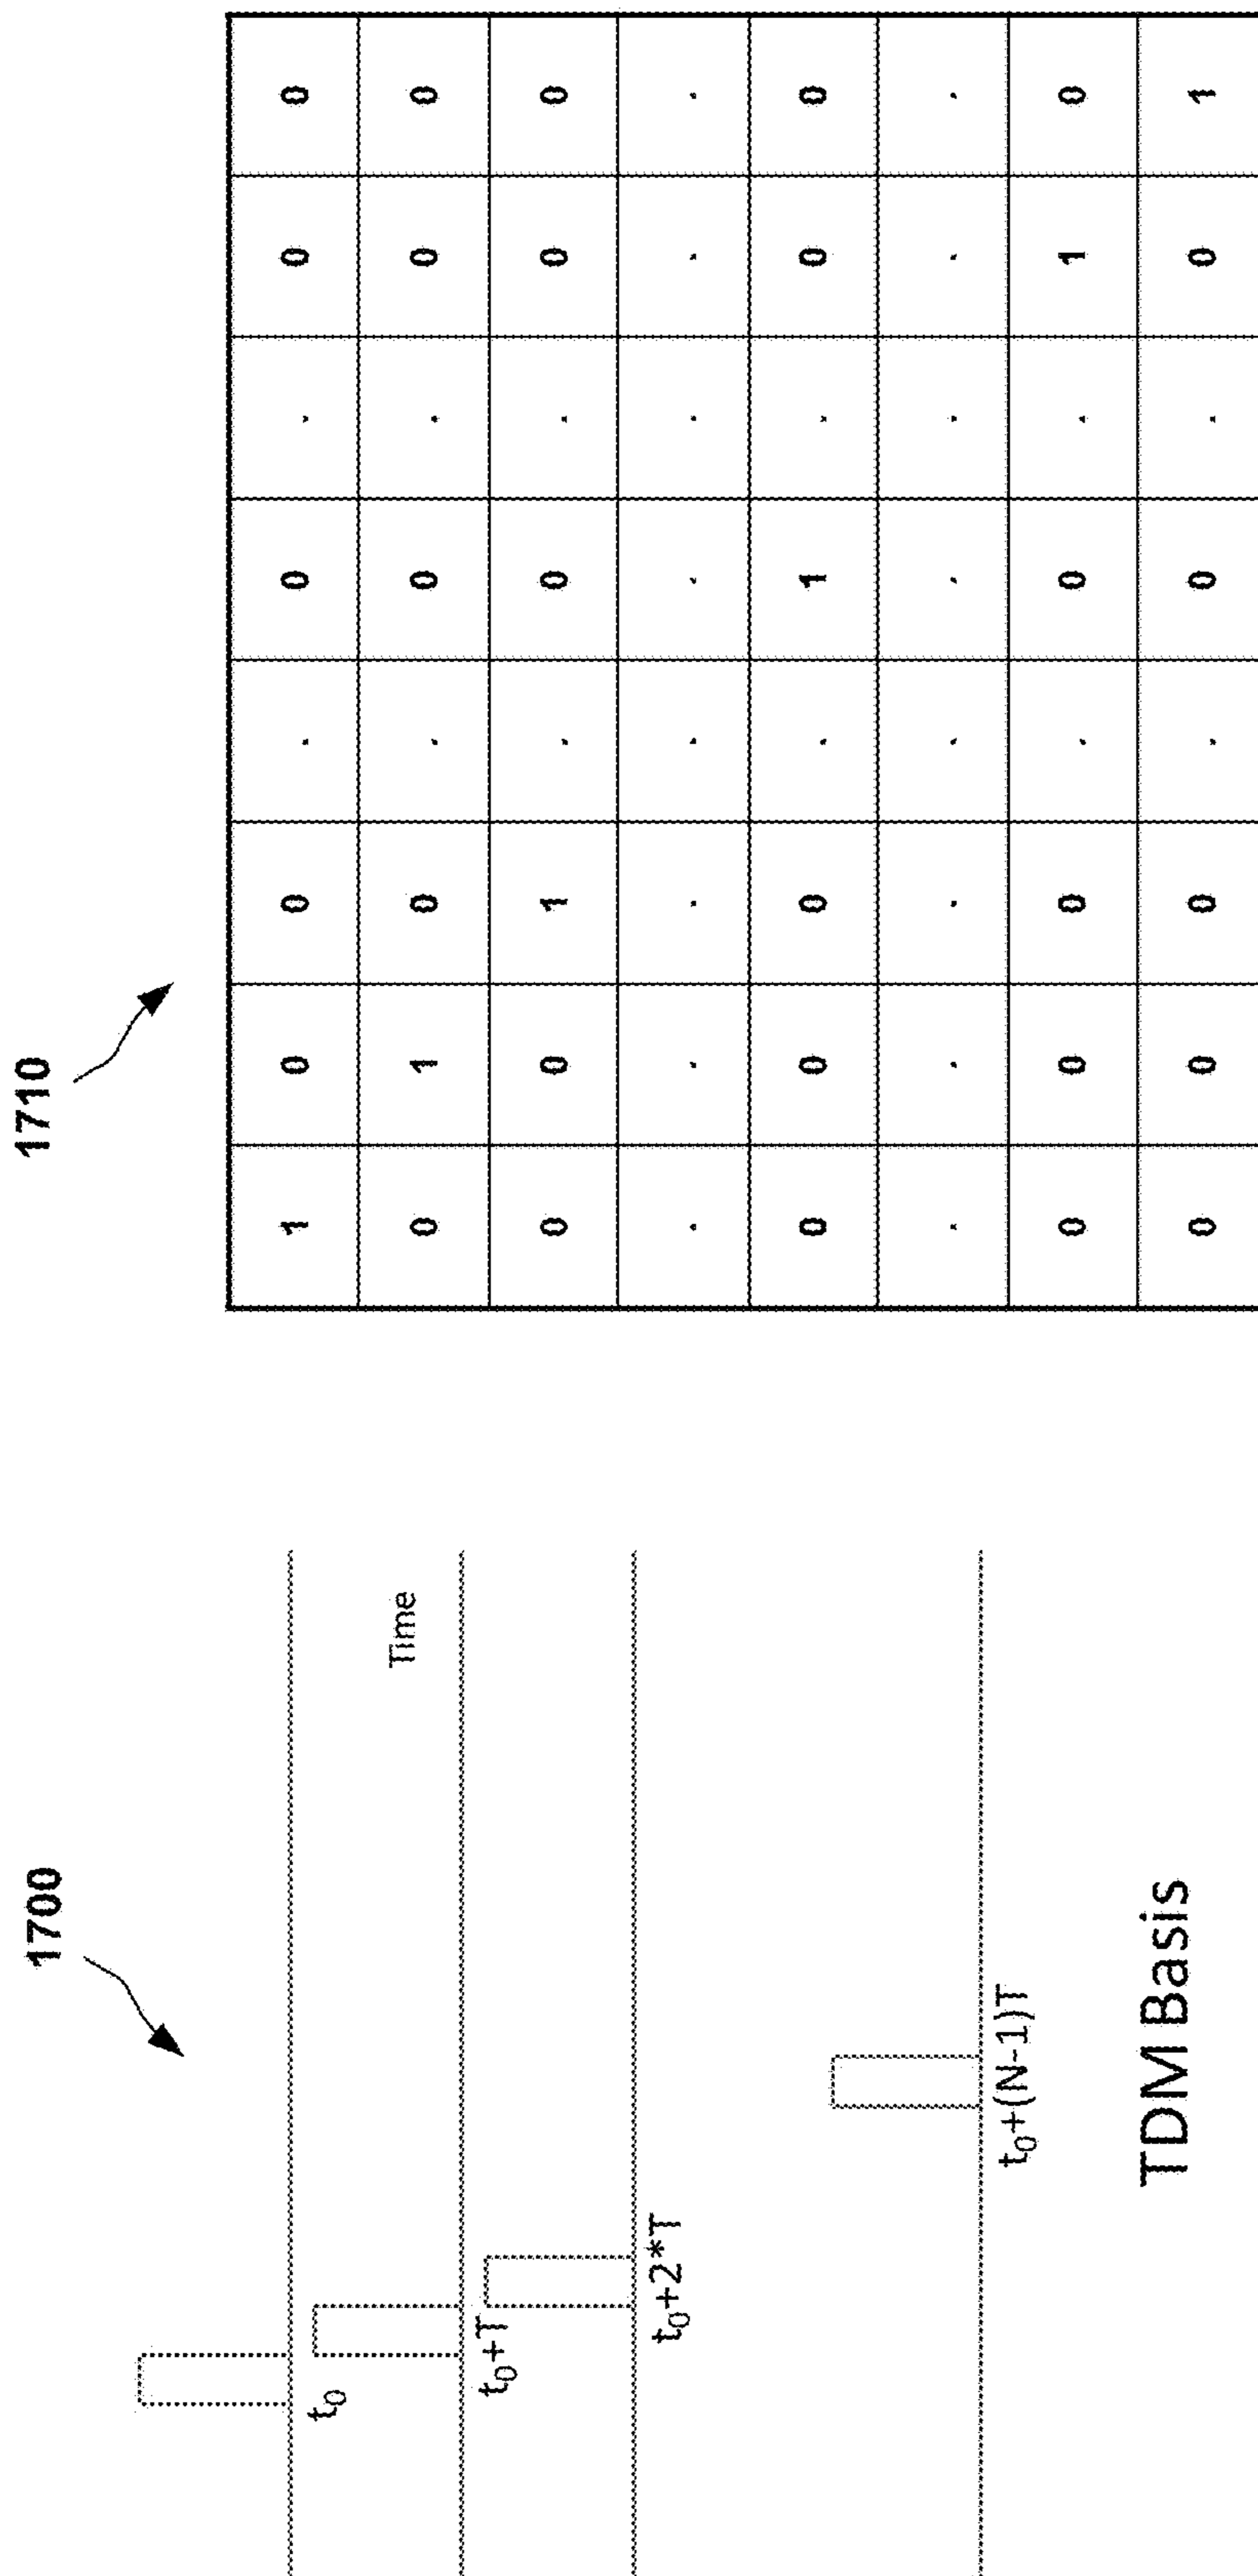 1700
t₀
Time
t₀+T
t₀+2*T
t₀+(N-1)T
TDM Basis
1710
1 0 0 . 0 . 0 0
0 1 0 . 0 . 0 0
0 0 1 . 0 . 0 0
. . . . . . . .
0 0 0 . 1 . 0 0
. . . . . . . .
0 0 0 . 0 . 1 0
0 0 0 . 0 . 0 1